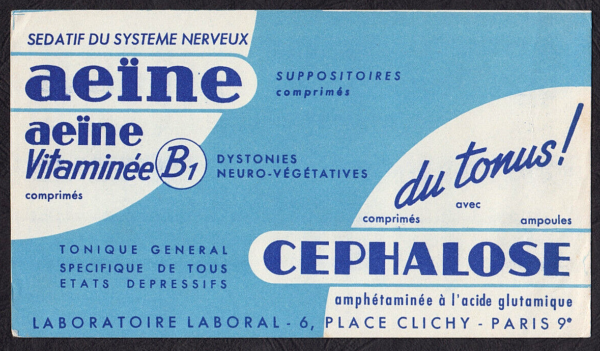 SEDATIF DU SYSTEME NERVEUX
aeïne
SUPPOSITOIRES
comprimés
aeïne
Vitaminée B1
comprimés
DYSTONIES
NEURO-VÉGÉTATIVES
du tonus!
comprimés avec ampoules
TONIQUE GENERAL
SPECIFIQUE DE TOUS
ETATS DEPRESSIFS
CEPHALOSE
amphétaminée à l'acide glutamique
LABORATOIRE LABORAL - 6, PLACE CLICHY - PARIS 9e